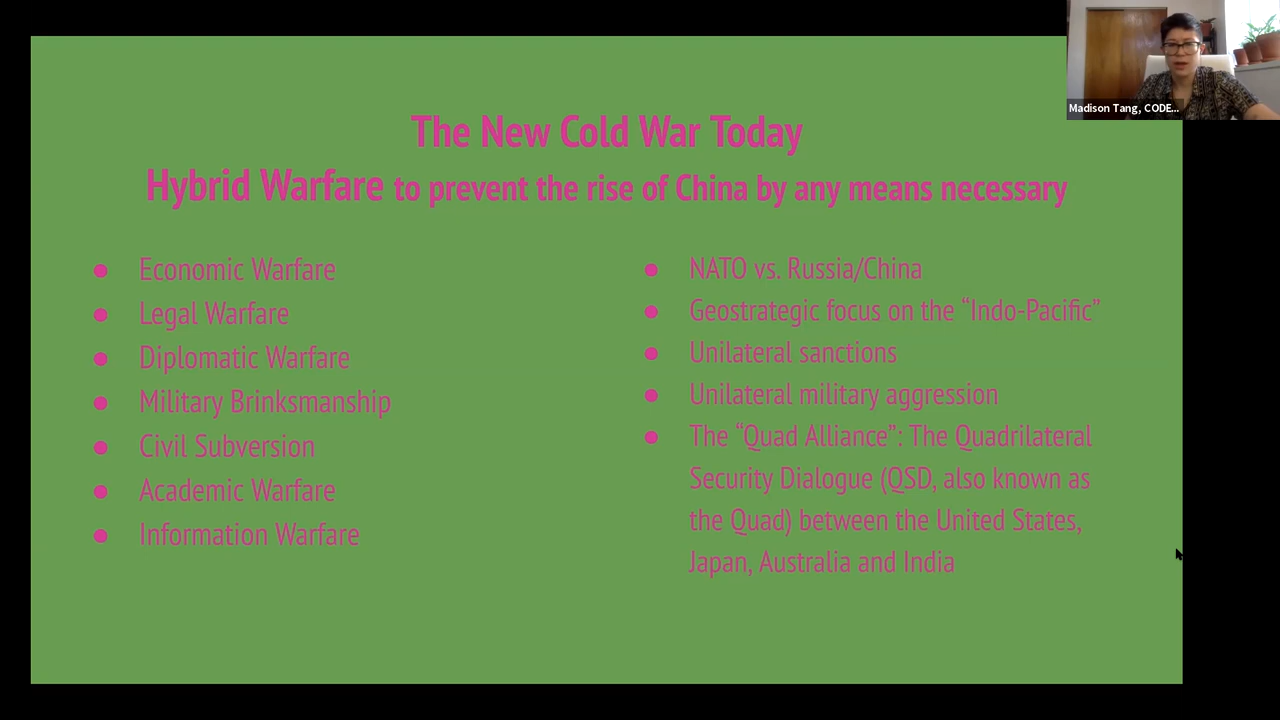 Madison Tang, CODE...
The New Cold War Today
Hybrid Warfare to prevent the rise of China by any means necessary
● Economic Warfare
● Legal Warfare
● Diplomatic Warfare
● Military Brinksmanship
● Civil Subversion
● Academic Warfare
● Information Warfare
● NATO vs. Russia/China
● Geostrategic focus on the “Indo-Pacific”
● Unilateral sanctions
● Unilateral military aggression
● The “Quad Alliance”: The Quadrilateral
Security Dialogue (QSD, also known as
the Quad) between the United States,
Japan, Australia and India